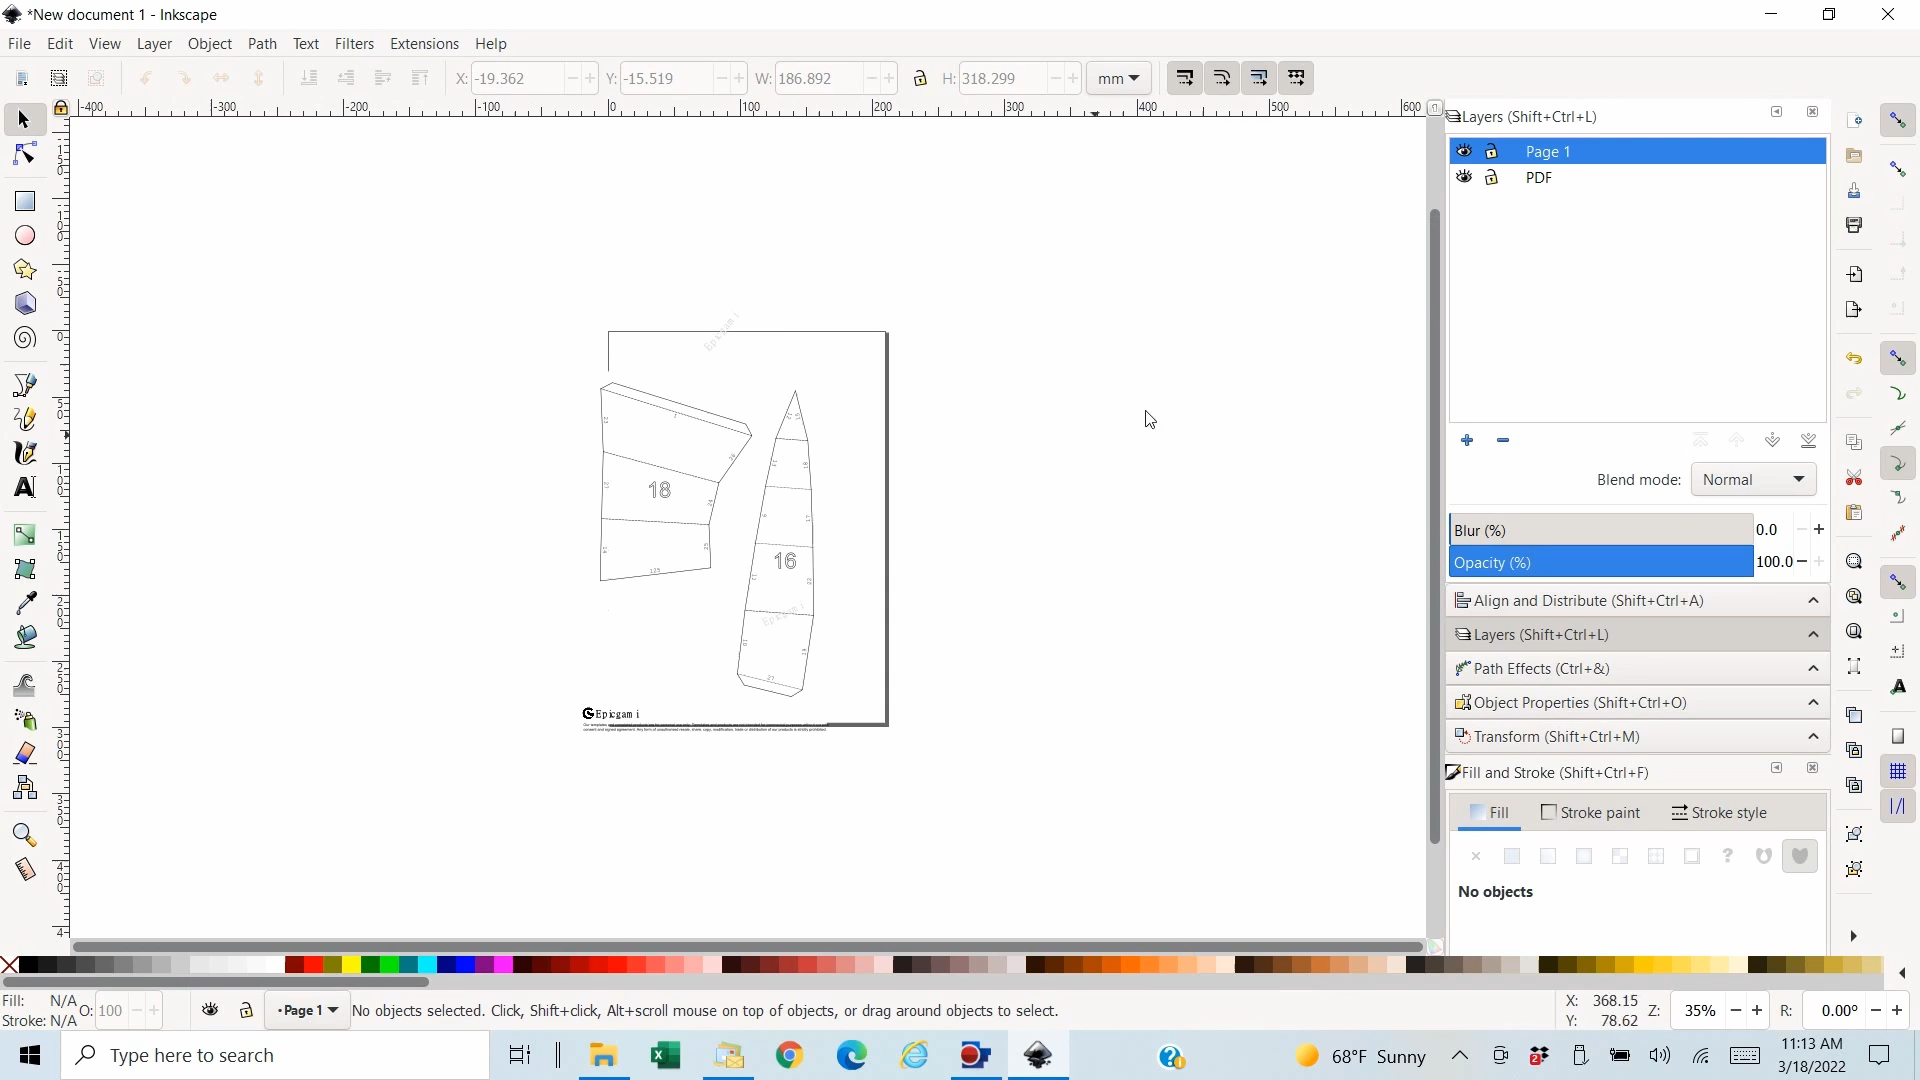 *New document 1 - Inkscape
File Edit View Layer Object Path Text Filters Extensions Help
X: -19.362 Y: -15.519 W: 186.892 H: 318.299 mm
-400 -300 -200 -100 0 100 200 300 400 500 600
Layers (Shift+Ctrl+L)
Page 1
PDF
Epicgami
18
16
Epicgami
Epicgami
Blend mode: Normal
Blur (%) 0.0
Opacity (%) 100.0
Align and Distribute (Shift+Ctrl+A)
Layers (Shift+Ctrl+L)
Path Effects (Ctrl+&)
Object Properties (Shift+Ctrl+O)
Transform (Shift+Ctrl+M)
Fill and Stroke (Shift+Ctrl+F)
Fill Stroke paint Stroke style
No objects
Fill: N/A
Stroke: N/A
O: 100
•Page 1
No objects selected. Click, Shift+click, Alt+scroll mouse on top of objects, or drag around objects to select.
X: 368.15
Y: 78.62
Z: 35%
R: 0.00°
Type here to search
68°F Sunny
11:13 AM
3/18/2022